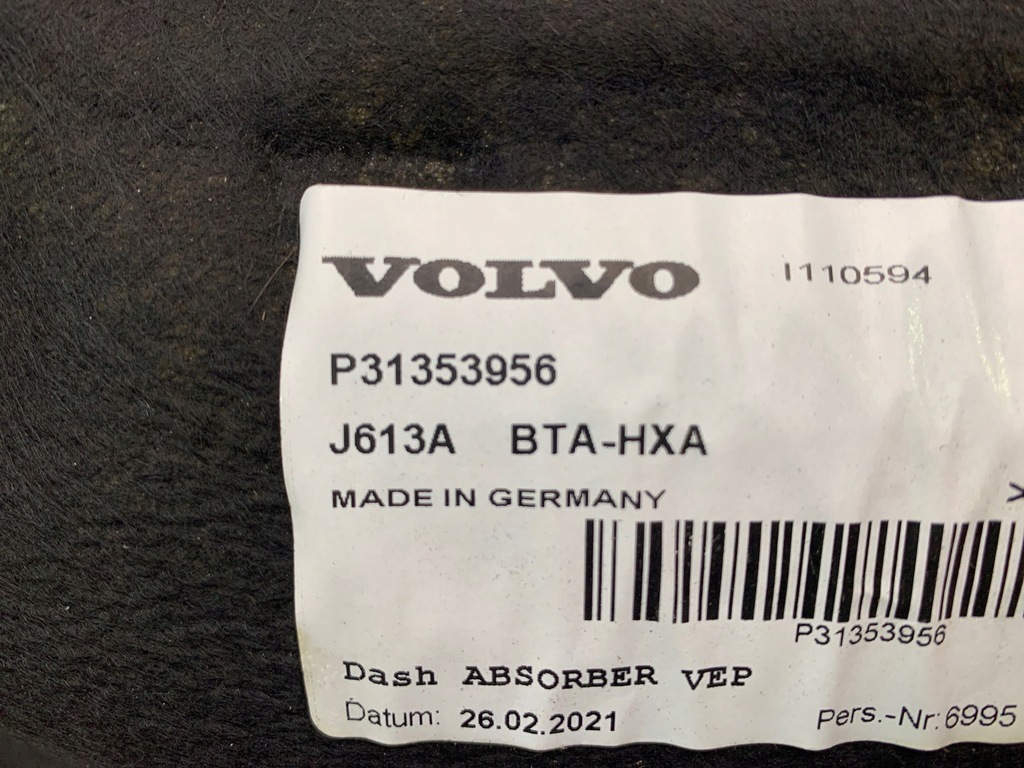 VOLVO I110594
P31353956
J613A BTA-HXA
MADE IN GERMANY >
P31353956
Dash ABSORBER VEP
Datum: 26.02.2021 Pers.-Nr:6995